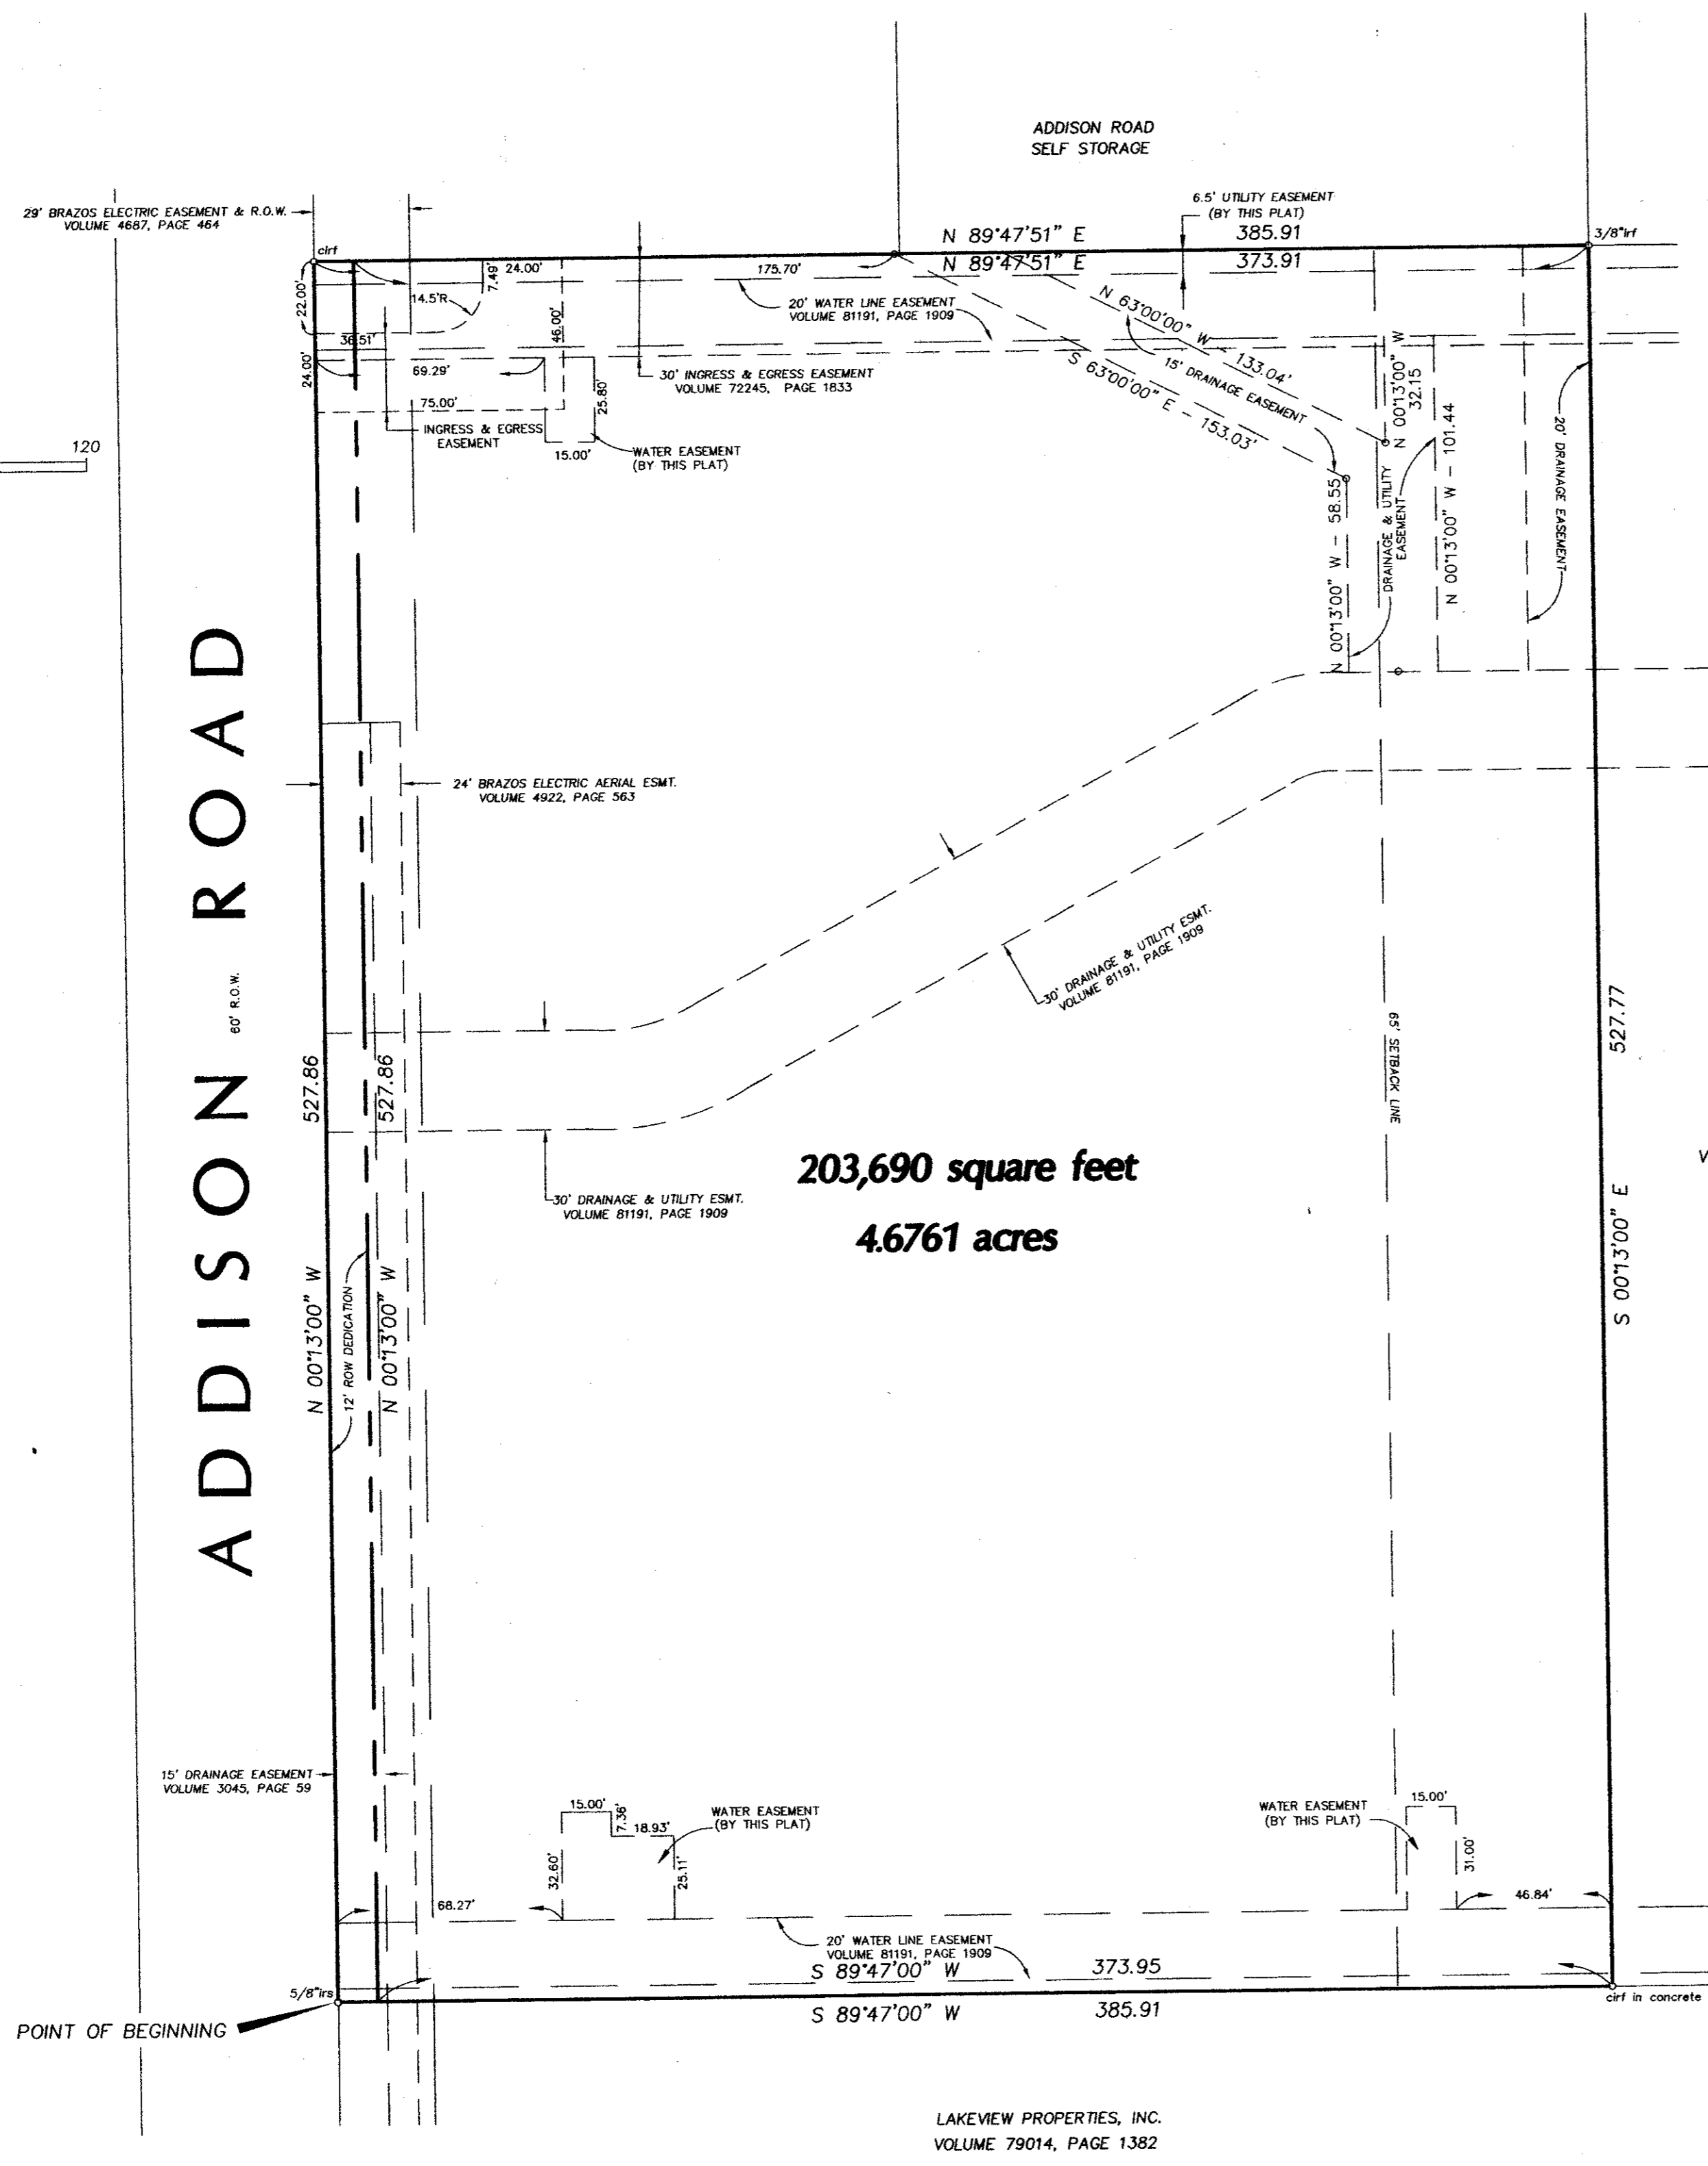 ADDISON ROAD
SELF STORAGE
29' BRAZOS ELECTRIC EASEMENT & R.O.W.
VOLUME 4687, PAGE 464
6.5' UTILITY EASEMENT
(BY THIS PLAT)
N 89°47'51" E 385.91
N 89°47'51" E 373.91
3/8"irf
cirf
22.00'
7.49'
24.00'
175.70'
14.5'R
36.51'
46.00'
20' WATER LINE EASEMENT
VOLUME 81191, PAGE 1909
N 63°00'00" W - 133.04'
15' DRAINAGE EASEMENT
S 63°00'00" E - 153.03'
N 00°13'00" W
32.15
N 00°13'00" W - 101.44
20' DRAINAGE EASEMENT
24.00'
69.29'
30' INGRESS & EGRESS EASEMENT
VOLUME 72245, PAGE 1833
75.00'
25.80'
INGRESS & EGRESS
EASEMENT
15.00'
WATER EASEMENT
(BY THIS PLAT)
120
N 00°13'00" W - 58.55
DRAINAGE & UTILITY
EASEMENT
ADDISON ROAD
60' R.O.W.
24' BRAZOS ELECTRIC AERIAL ESMT.
VOLUME 4922, PAGE 563
30' DRAINAGE & UTILITY ESMT.
VOLUME 81191, PAGE 1909
65' SETBACK LINE
527.77
S 00°13'00" E
527.86
N 00°13'00" W
527.86
N 00°13'00" W
12' ROW DEDICATION
30' DRAINAGE & UTILITY ESMT.
VOLUME 81191, PAGE 1909
203,690 square feet
4.6761 acres
V
15' DRAINAGE EASEMENT
VOLUME 3045, PAGE 59
15.00'
7.36'
18.93'
32.60'
25.11'
WATER EASEMENT
(BY THIS PLAT)
WATER EASEMENT
(BY THIS PLAT)
15.00'
31.00'
46.84'
68.27'
20' WATER LINE EASEMENT
VOLUME 81191, PAGE 1909
S 89°47'00" W 373.95
S 89°47'00" W 385.91
5/8"irs
cirf in concrete
POINT OF BEGINNING
LAKEVIEW PROPERTIES, INC.
VOLUME 79014, PAGE 1382